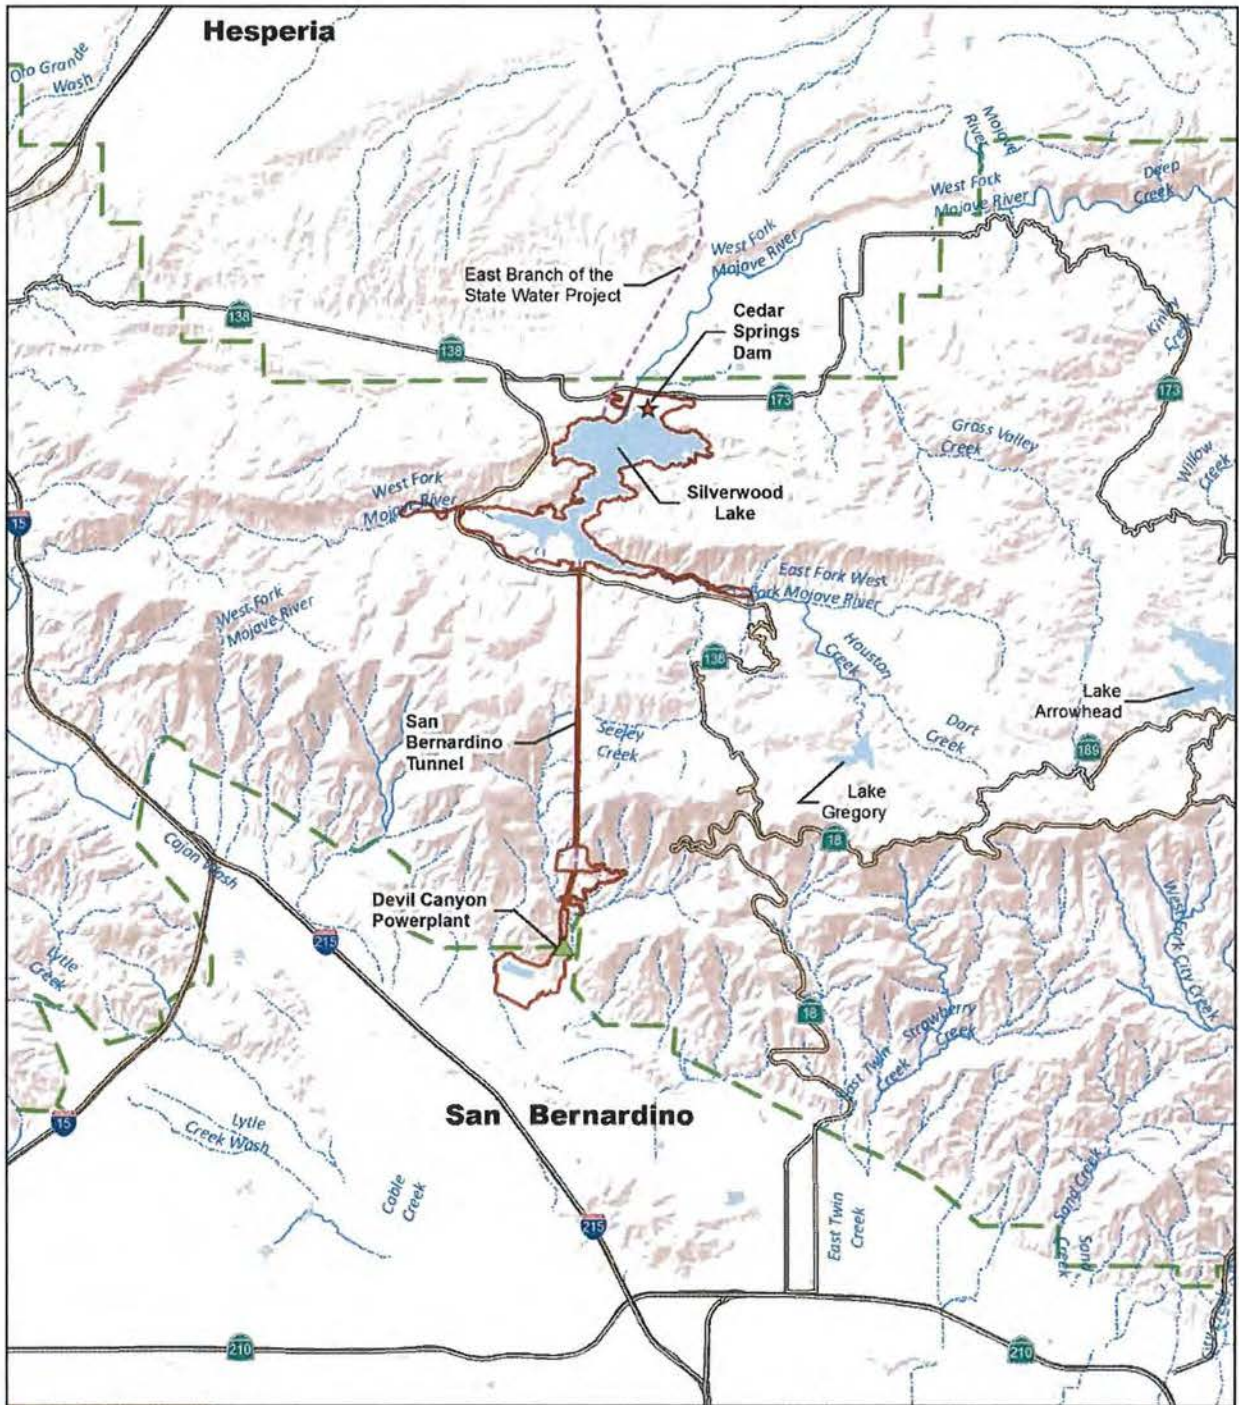 Hesperia
Oro Grande
Wash
Mojave
River
West Fork
Mojave River
Deep
Creek
West Fork
Mojave River
East Branch of the
State Water Project
Cedar
Springs
Dam
138
138
173
173
Grass Valley
Creek
Willow
Creek
West Fork
Mojave River
Silverwood
Lake
15
East Fork West
Fork Mojave River
West Fork
Mojave River
Houston
Creek
138
Lake
Arrowhead
San
Bernardino
Tunnel
Seeley
Creek
Dart
Creek
189
Lake
Gregory
18
Cajon Wash
Devil Canyon
Powerplant
West Fork City Creek
215
Lytle
Creek
18
Strawberry
Creek
East Twin
Creek
San Bernardino
15
Lytle
Creek Wash
Cable
Creek
Sand Creek
East Twin
Creek
Sand
Creek
215
210
210